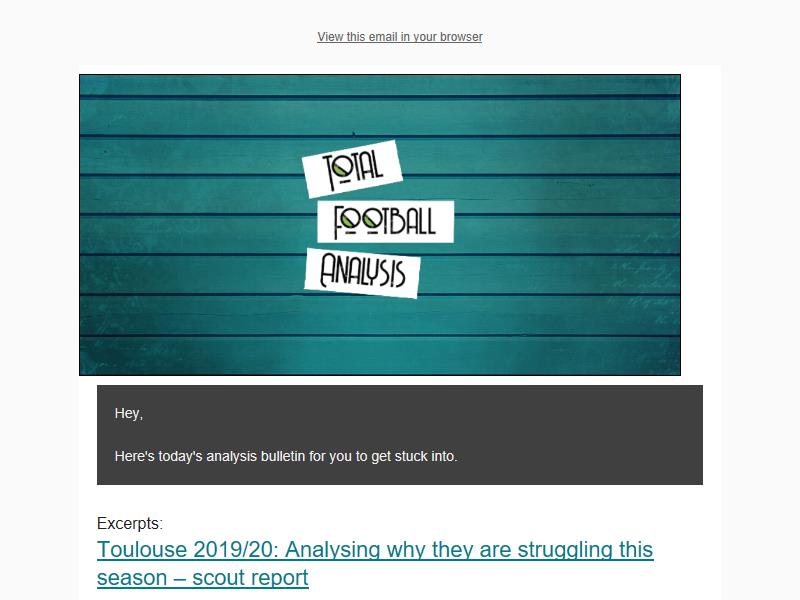 View this email in your browser
TOTAL
FOOTBALL
ANALYSIS
Hey,
Here's today's analysis bulletin for you to get stuck into.
Excerpts:
Toulouse 2019/20: Analysing why they are struggling this
season – scout report